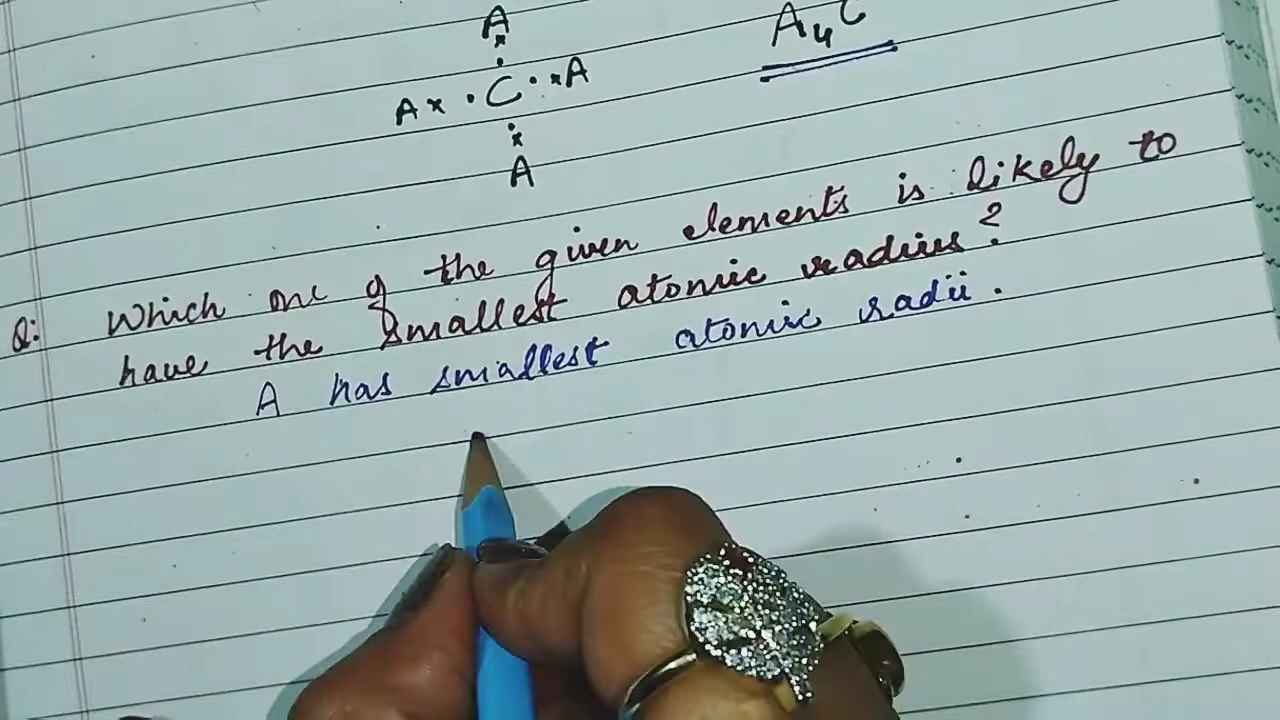 A
A₄C
A x . C . x A
A
Q: Which one of the given elements is likely to
have the smallest atomic radius?
A has smallest atomic radii.